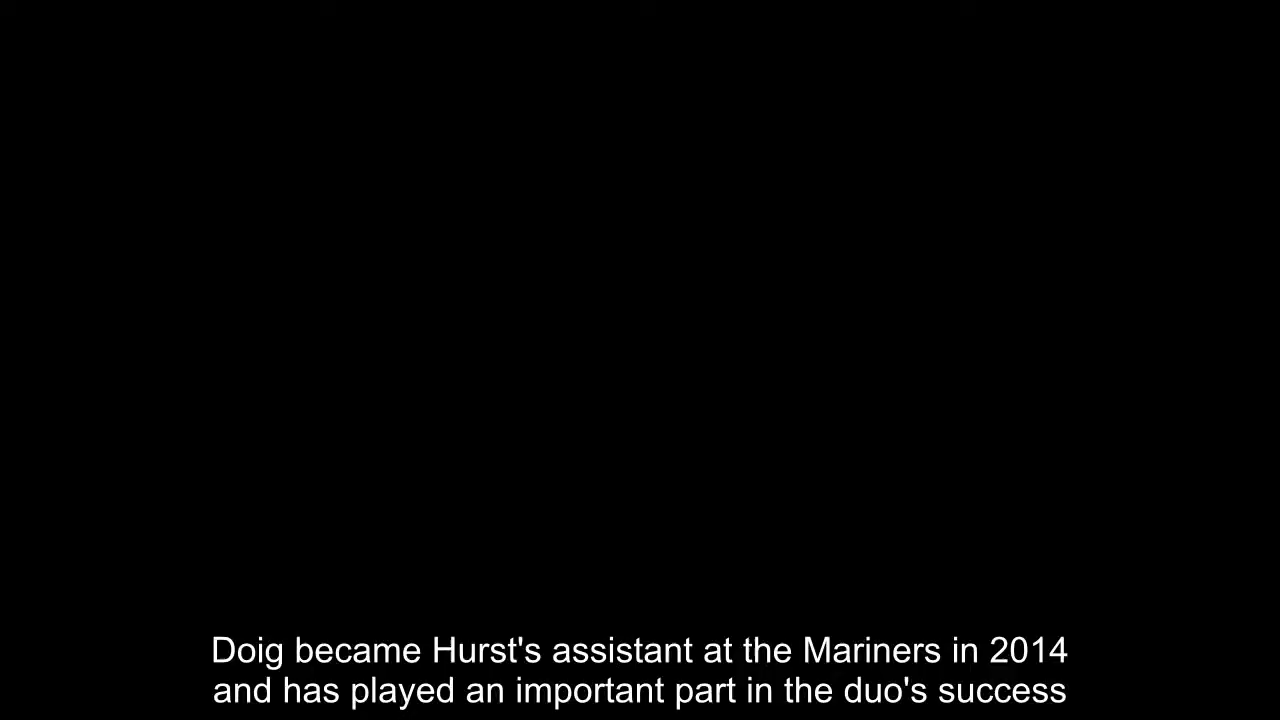 Doig became Hurst's assistant at the Mariners in 2014
and has played an important part in the duo's success